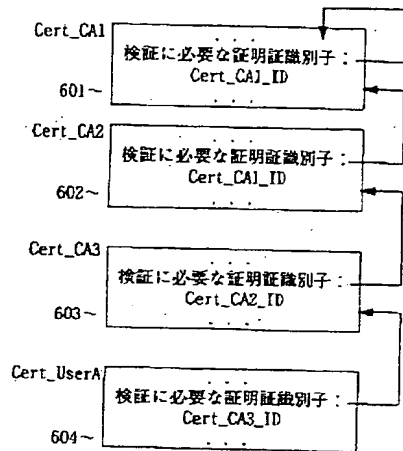 Cert_CA1
. . .
検証に必要な証明証識別子：
Cert_CA1_ID
. . .
601～
Cert_CA2
. . .
検証に必要な証明証識別子：
Cert_CA1_ID
. . .
602～
Cert_CA3
. . .
検証に必要な証明証識別子：
Cert_CA2_ID
. . .
603～
Cert_UserA
. . .
検証に必要な証明証識別子：
Cert_CA3_ID
. . .
604～